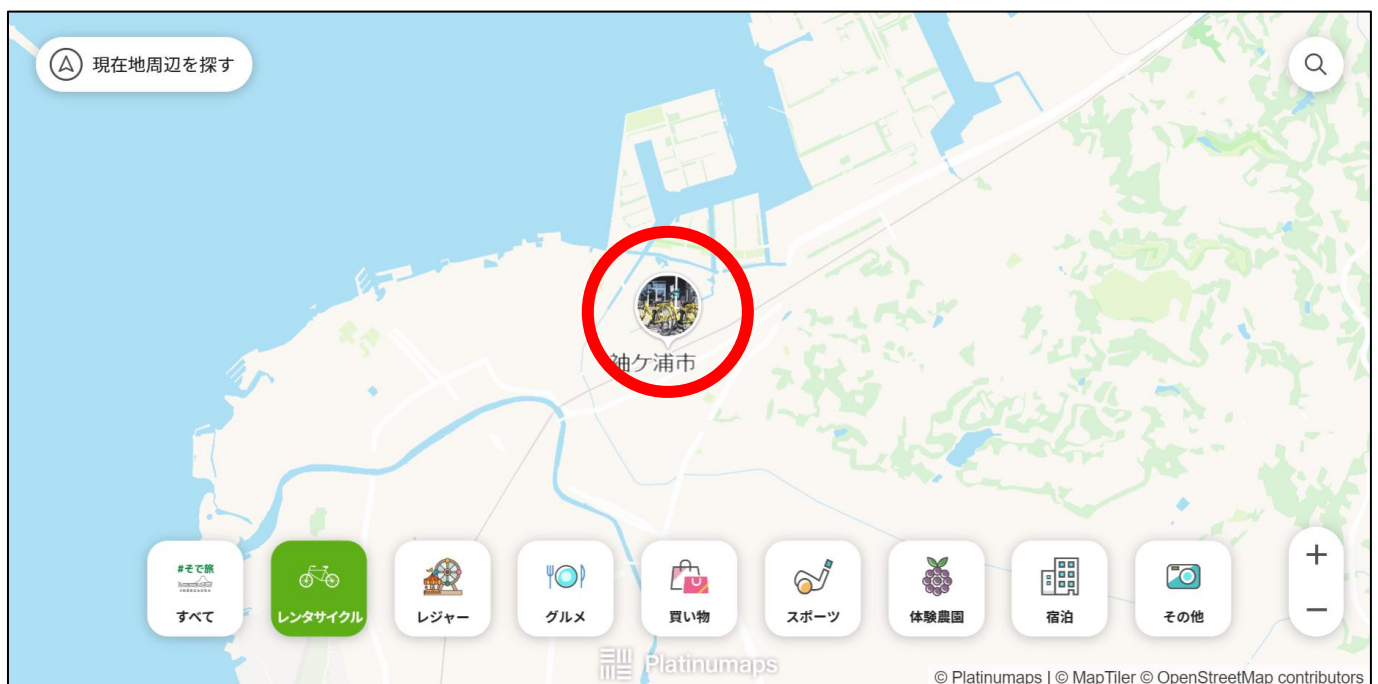 現在地周辺を探す
袖ケ浦市
#そで旅
SODEGAURA
すべて
レンタサイクル
レジャー
グルメ
買い物
スポーツ
体験農園
宿泊
その他
+
−
Platinumaps
© Platinumaps | © MapTiler © OpenStreetMap contributors